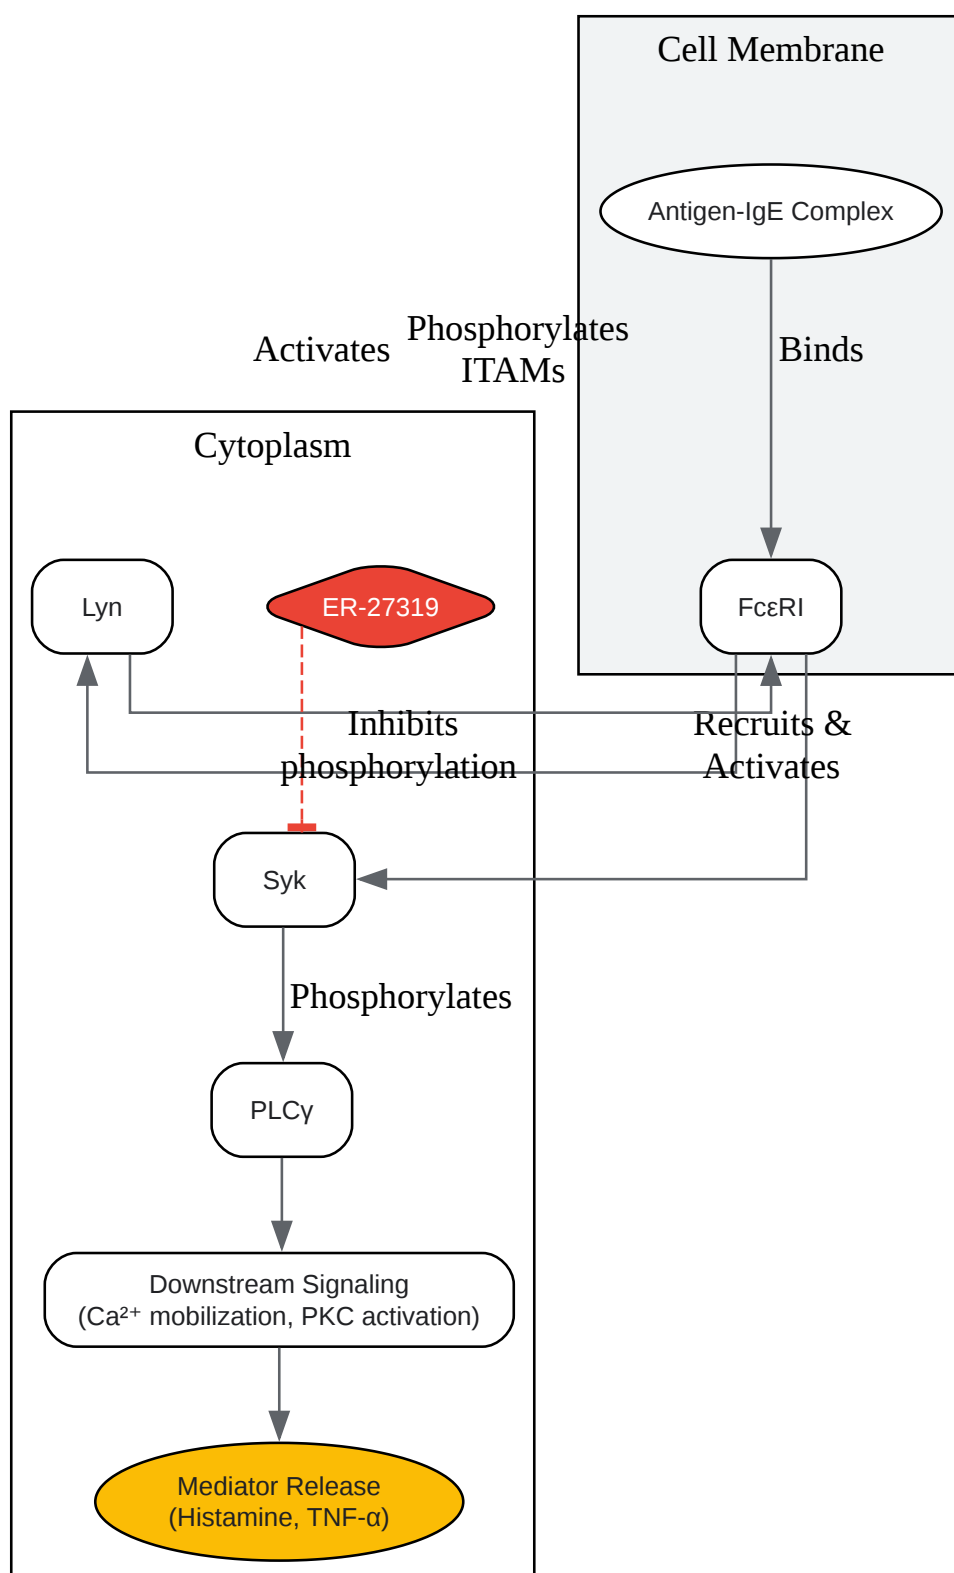 Cell Membrane
Antigen-IgE Complex
Activates
Phosphorylates
ITAMs
Binds
Cytoplasm
Lyn
ER-27319
FcεRI
Inhibits
phosphorylation
Recruits &
Activates
Syk
Phosphorylates
PLCγ
Downstream Signaling
(Ca²⁺ mobilization, PKC activation)
Mediator Release
(Histamine, TNF-α)